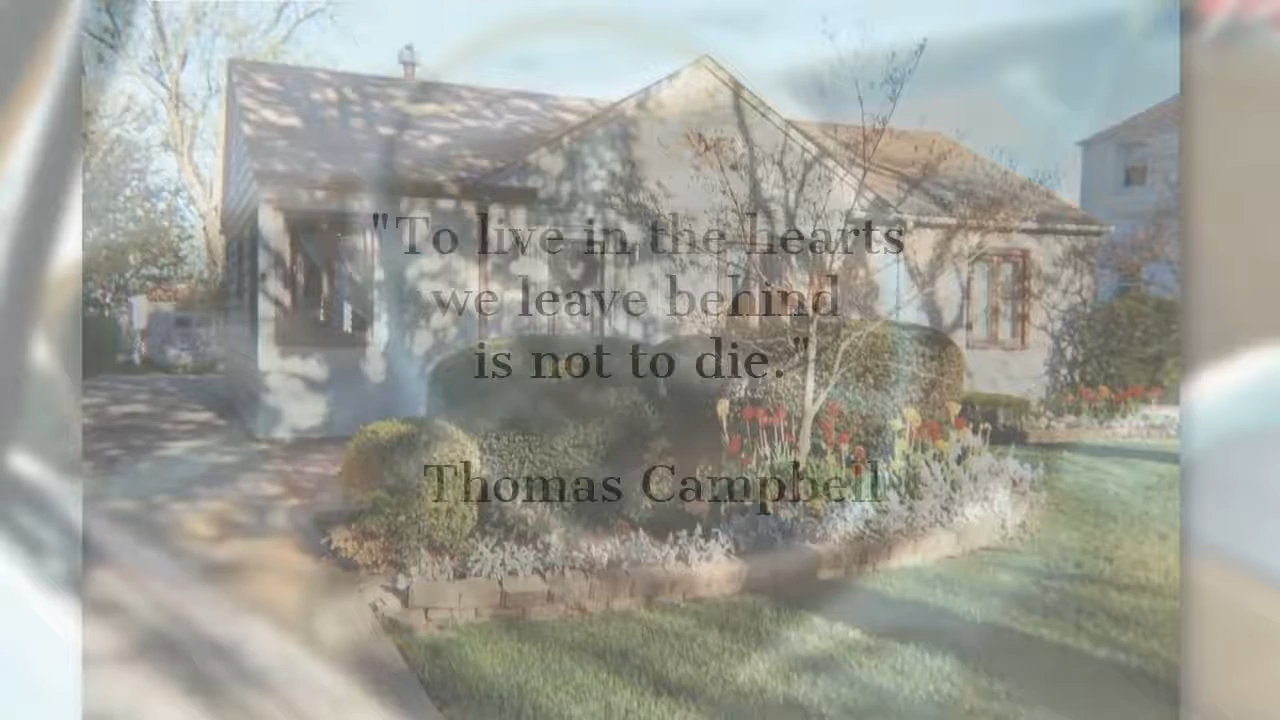 "To live in the hearts
we leave behind
is not to die."
Thomas Campbell